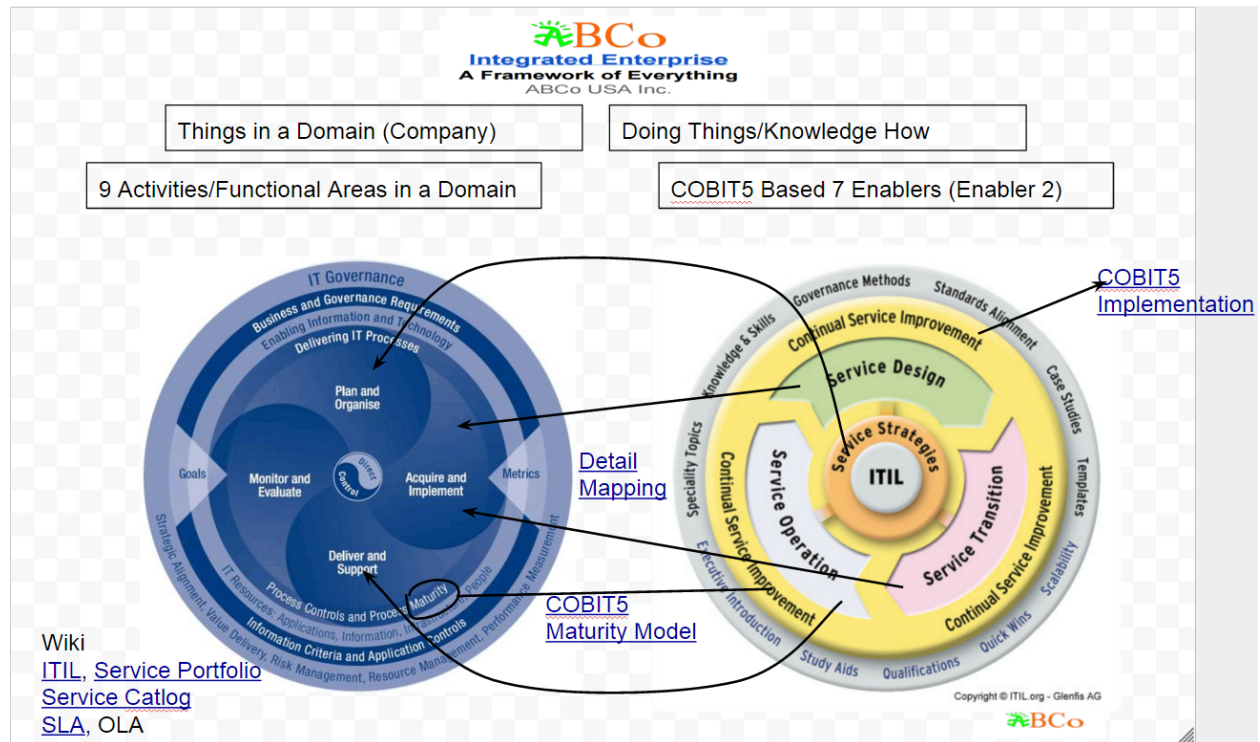 ABCo
Integrated Enterprise
A Framework of Everything
ABCo USA Inc.
Things in a Domain (Company)
Doing Things/Knowledge How
9 Activities/Functional Areas in a Domain
COBIT5 Based 7 Enablers (Enabler 2)
IT Governance
Business and Governance Requirements
Enabling Information and Technology
Delivering IT Processes
Plan and
Organise
Goals
Monitor and
Evaluate
Direct
Control
Acquire and
Implement
Metrics
Deliver and
Support
Process Controls and Process Maturity
IT Resources: Applications, Information, Infrastructure, People
Information Criteria and Application Controls
Strategic Alignment, Value Delivery, Risk Management, Resource Management, Performance Measurement
Detail
Mapping
COBIT5
Maturity Model
Governance Methods
Standards Alignment
Knowledge & Skills
Case Studies
Speciality Topics
Templates
Executive Introduction
Scalability
Study Aids
Qualifications
Quick Wins
Continual Service Improvement
Continual Service Improvement
Continual Service Improvement
Service Design
Service Strategies
ITIL
Service Operation
Service Transition
COBIT5
Implementation
Wiki
ITIL, Service Portfolio
Service Catlog
SLA, OLA
Copyright © ITIL.org - Glenfis AG
ABCo